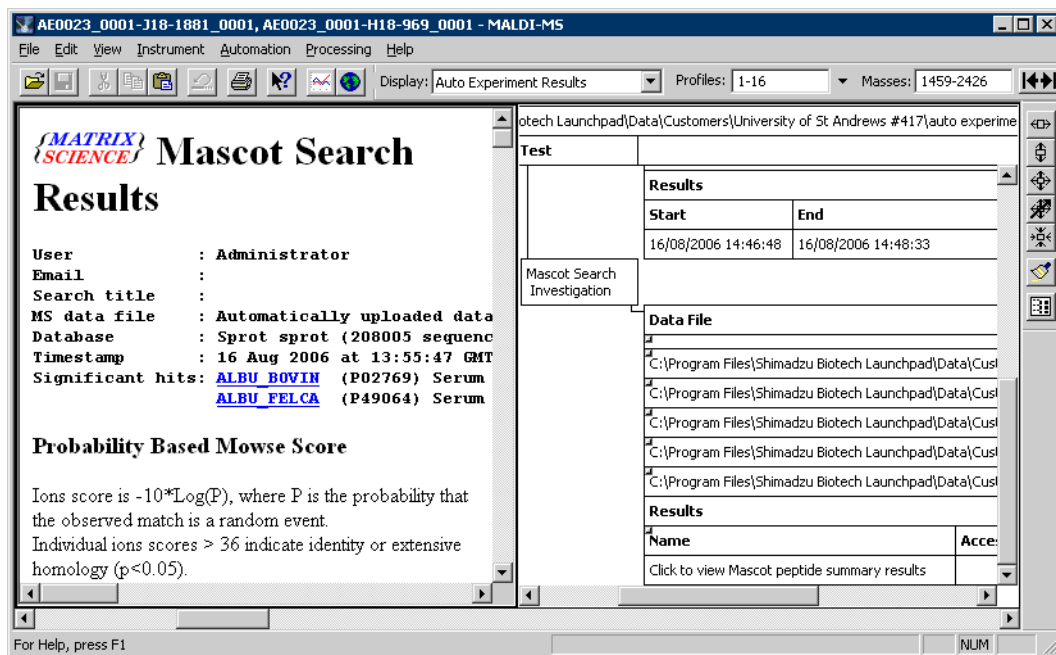 AE0023_0001-J18-1881_0001, AE0023_0001-H18-969_0001 - MALDI-MS
File Edit View Instrument Automation Processing Help
Display: Auto Experiment Results Profiles: 1-16 Masses: 1459-2426
{MATRIX
SCIENCE} Mascot Search
Results
User : Administrator
Email :
Search title :
MS data file : Automatically uploaded data
Database : Sprot sprot (208005 sequenc
Timestamp : 16 Aug 2006 at 13:55:47 GMT
Significant hits: ALBU_BOVIN (P02769) Serum
ALBU_FELCA (P49064) Serum
Probability Based Mowse Score
Ions score is -10*Log(P), where P is the probability that
the observed match is a random event.
Individual ions scores > 36 indicate identity or extensive
homology (p<0.05).
otech Launchpad\Data\Customers\University of St Andrews #417\auto experime
Test
Results
Start End
16/08/2006 14:46:48 16/08/2006 14:48:33
Mascot Search
Investigation
Data File
C:\Program Files\Shimadzu Biotech Launchpad\Data\Cust
C:\Program Files\Shimadzu Biotech Launchpad\Data\Cust
C:\Program Files\Shimadzu Biotech Launchpad\Data\Cust
C:\Program Files\Shimadzu Biotech Launchpad\Data\Cust
C:\Program Files\Shimadzu Biotech Launchpad\Data\Cust
Results
Name Acces
Click to view Mascot peptide summary results
For Help, press F1 NUM